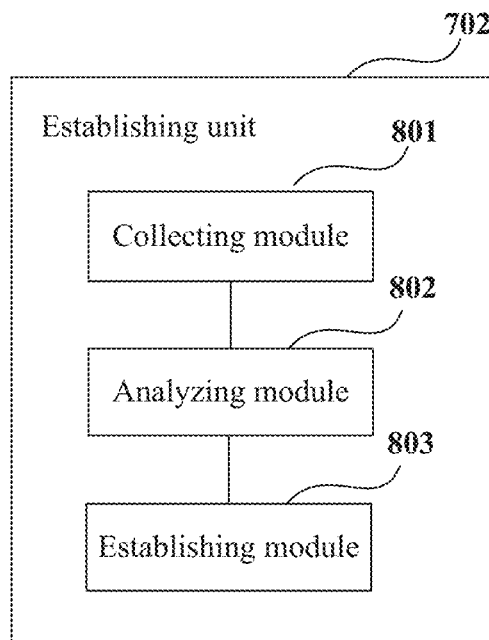 702
Establishing unit
801
Collecting module
802
Analyzing module
803
Establishing module